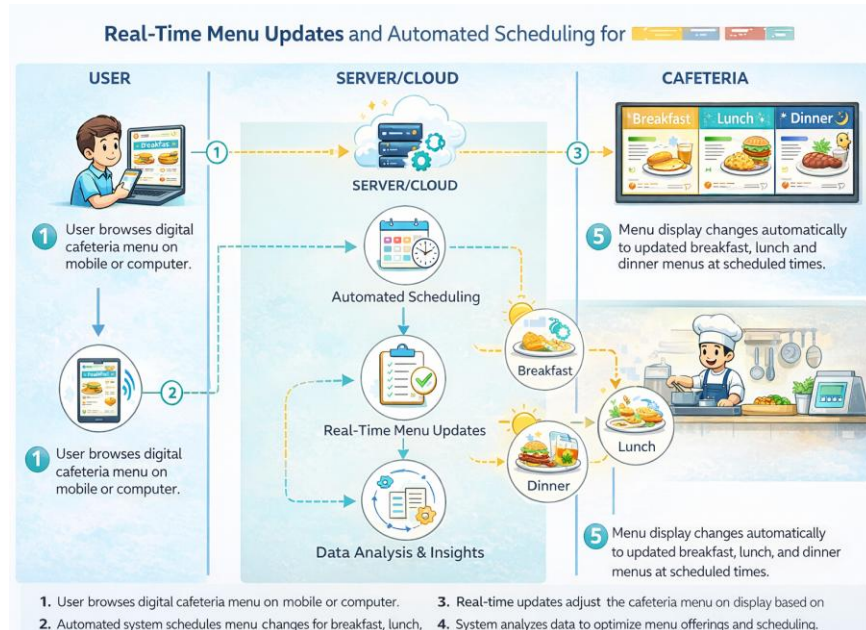 Real-Time Menu Updates and Automated Scheduling for
USER
SERVER/CLOUD
CAFETERIA
Breakfast
1
3
Breakfast
Lunch
Dinner
SERVER/CLOUD
1 User browses digital
cafeteria menu on
mobile or computer.
5 Menu display changes automatically
to updated breakfast, lunch and
dinner menus at scheduled times.
Automated Scheduling
Breakfast
2
Real-Time Menu Updates
Lunch
Dinner
1 User browses digital
cafeteria menu on
mobile or computer.
Data Analysis & Insights
5 Menu display changes automatically
to updated breakfast, lunch, and dinner
menus at scheduled times.
1. User browses digital cafeteria menu on mobile or computer.
2. Automated system schedules menu changes for breakfast, lunch,
3. Real-time updates adjust the cafeteria menu on display based on
4. System analyzes data to optimize menu offerings and scheduling.